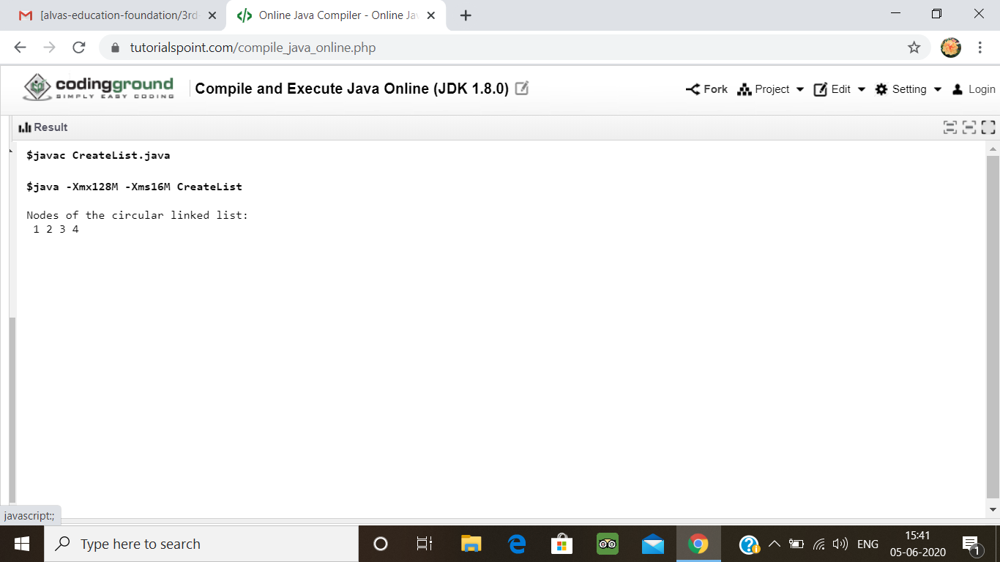 [alvas-education-foundation/3rd-
Online Java Compiler - Online Jav
tutorialspoint.com/compile_java_online.php
codingground
SIMPLY EASY CODING
Compile and Execute Java Online (JDK 1.8.0)
Fork
Project
Edit
Setting
Login
Result
$javac CreateList.java
$java -Xmx128M -Xms16M CreateList
Nodes of the circular linked list:
1 2 3 4
javascript:;
Type here to search
ENG
15:41
05-06-2020
1